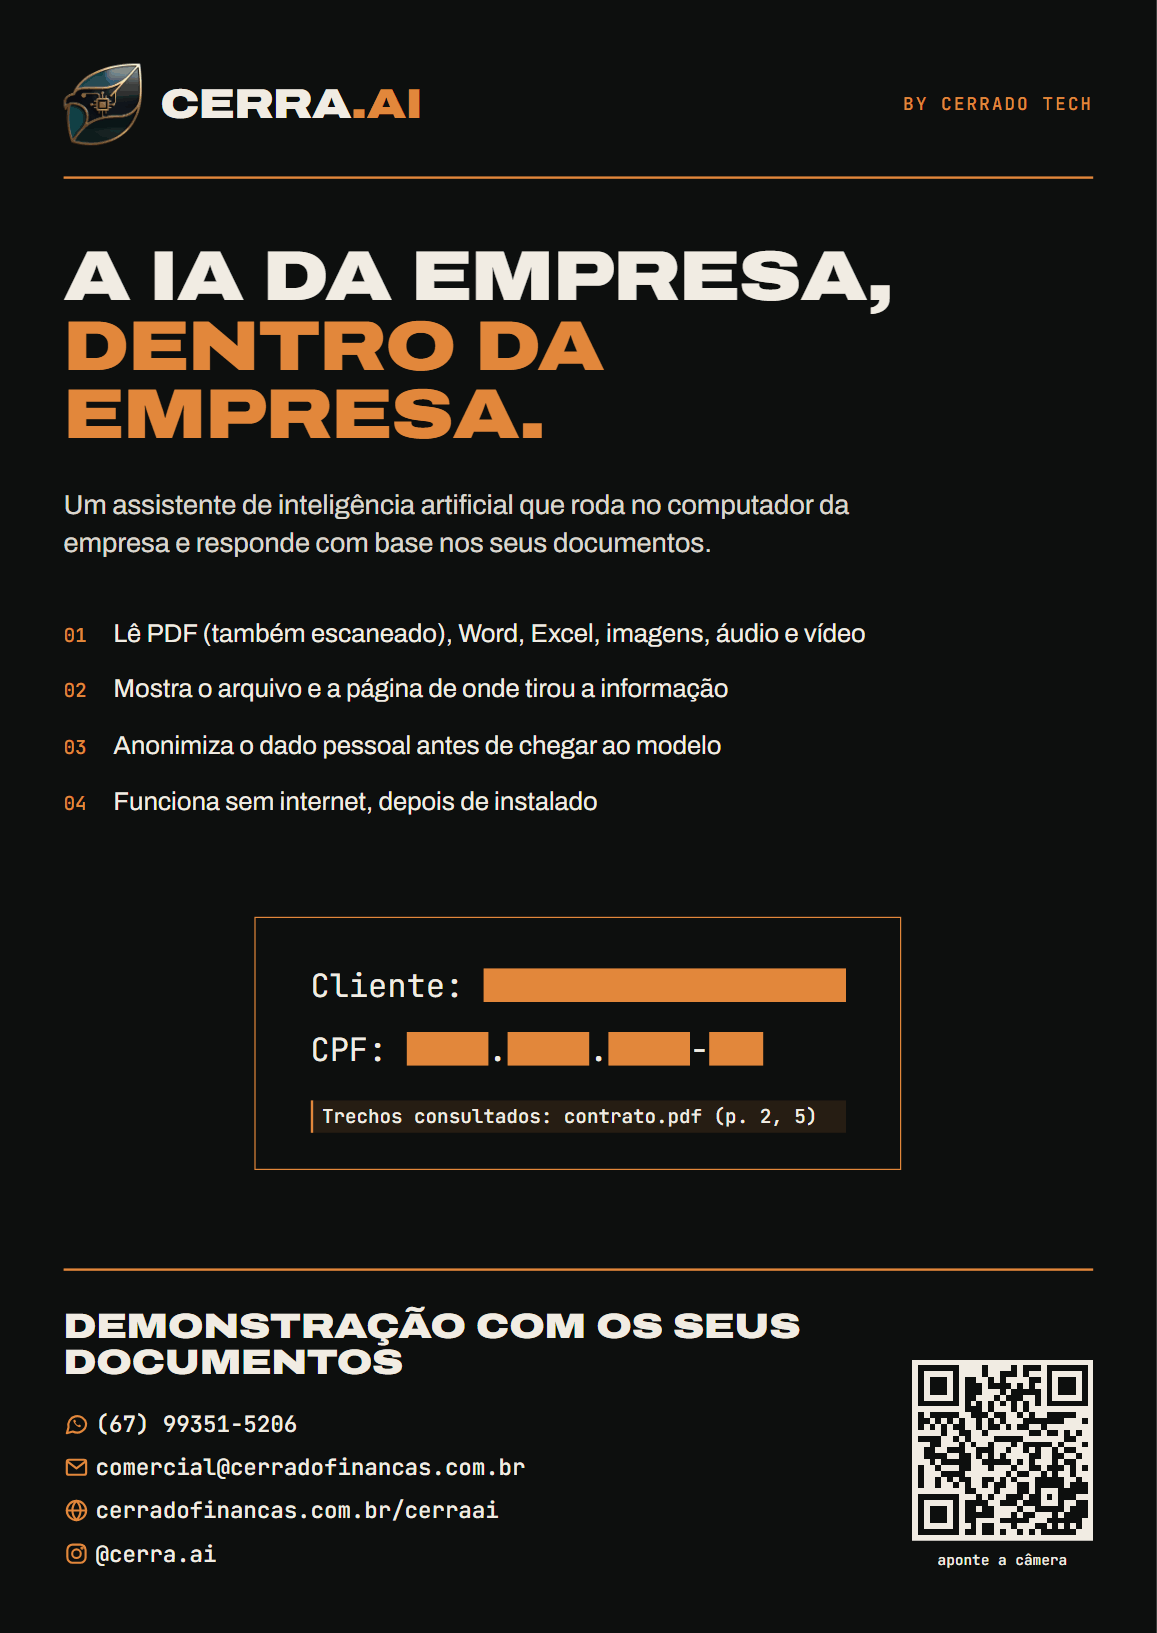 CERRA.AI
BY CERRADO TECH
A IA DA EMPRESA,
DENTRO DA
EMPRESA.
Um assistente de inteligência artificial que roda no computador da
empresa e responde com base nos seus documentos.
01 Lê PDF (também escaneado), Word, Excel, imagens, áudio e vídeo
02 Mostra o arquivo e a página de onde tirou a informação
03 Anonimiza o dado pessoal antes de chegar ao modelo
04 Funciona sem internet, depois de instalado
Cliente:
CPF: . . -
Trechos consultados: contrato.pdf (p. 2, 5)
DEMONSTRAÇÃO COM OS SEUS
DOCUMENTOS
(67) 99351-5206
comercial@cerradofinancas.com.br
cerradofinancas.com.br/cerraai
@cerra.ai
aponte a câmera